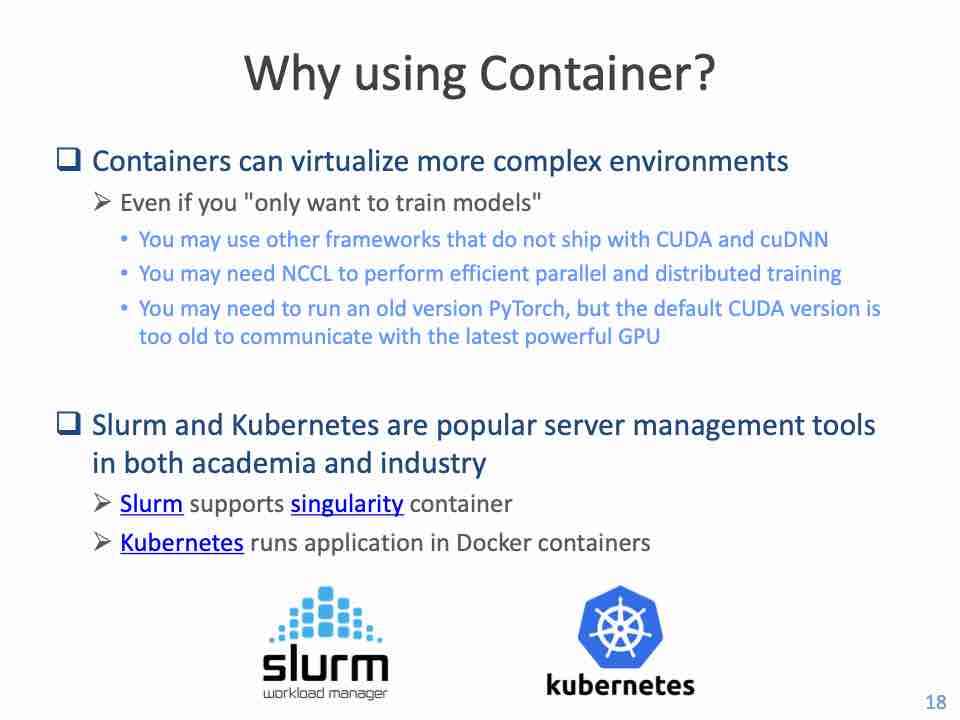 Why using Container?
❑ Containers can virtualize more complex environments
➢ Even if you "only want to train models"
• You may use other frameworks that do not ship with CUDA and cuDNN
• You may need NCCL to perform efficient parallel and distributed training
• You may need to run an old version PyTorch, but the default CUDA version is
too old to communicate with the latest powerful GPU
❑ Slurm and Kubernetes are popular server management tools
in both academia and industry
➢ Slurm supports singularity container
➢ Kubernetes runs application in Docker containers
slurm
workload manager
kubernetes
18